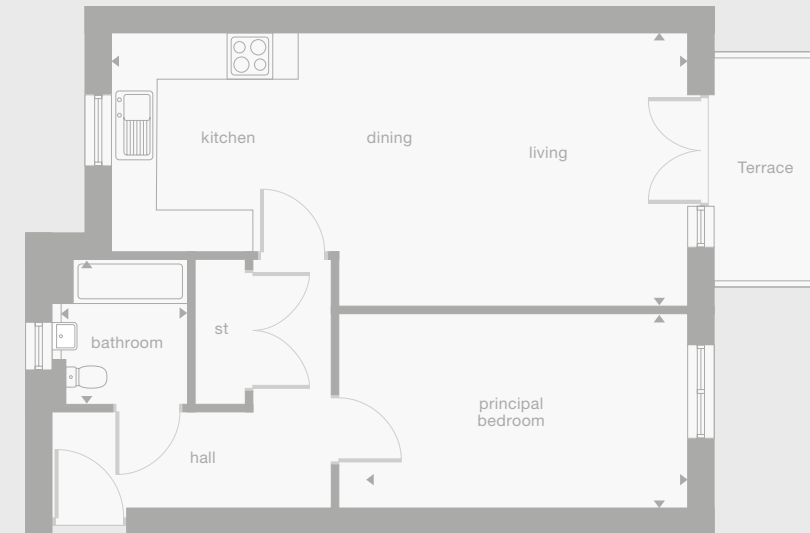 kitchen
dining
living
Terrace
st
bathroom
principal
bedroom
hall